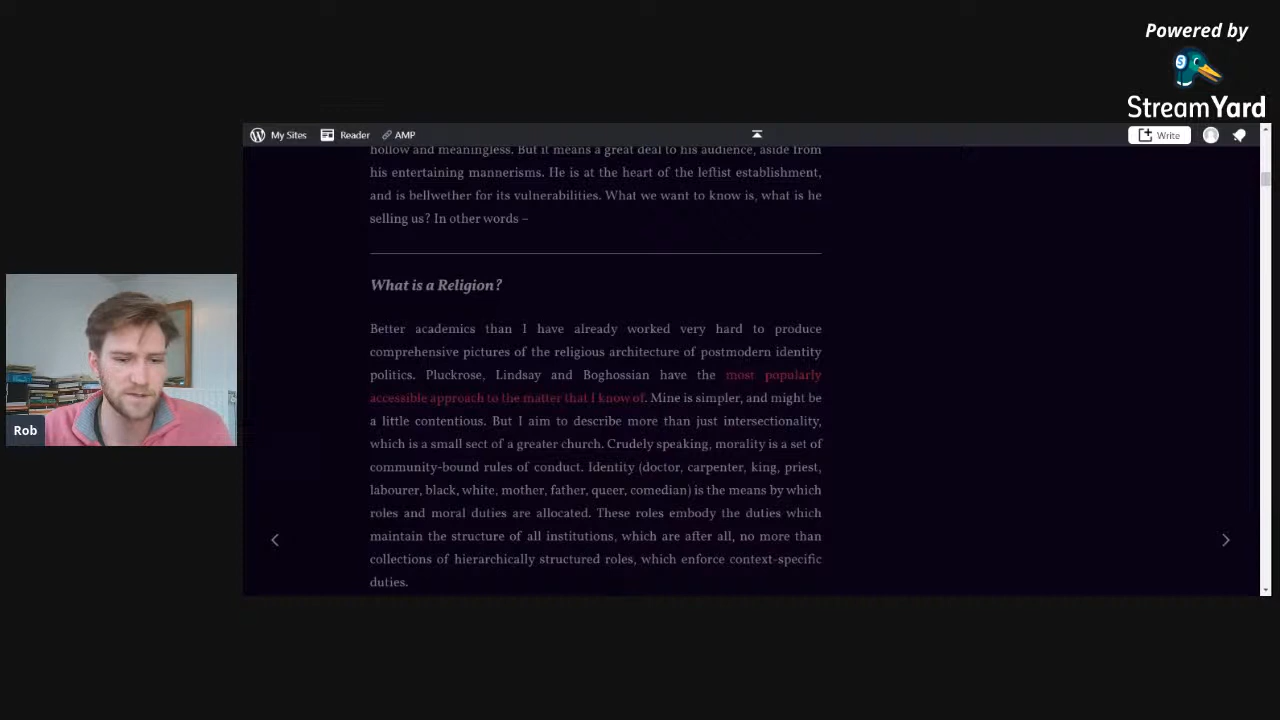 Powered by
StreamYard
My Sites
Reader
AMP
Write
hollow and meaningless. But it means a great deal to his audience, aside from
his entertaining mannerisms. He is at the heart of the leflist establishment,
and is bellwether for its vulnerabilities. What we want to know is, what is he
selling us? In other words –
What is a Religion?
Better academics than I have already worked very hard to produce
comprehensive pictures of the religious architecture of postmodern identity
politics. Pluckrose, Lindsay and Boghossian have the most popularly
accessible approach to the matter that I know of. Mine is simpler, and might be
a little contentious. But I aim to describe more than just intersectionality,
which is a small sect of a greater church. Crudely speaking, morality is a set of
community-bound rules of conduct. Identity (doctor, carpenter, king, priest,
labourer, black, white, mother, father, queer, comedian) is the means by which
roles and moral duties are allocated. These roles embody the duties which
maintain the structure of all institutions, which are after all, no more than
collections of hierarchically structured roles, which enforce context-specific
duties.
Rob